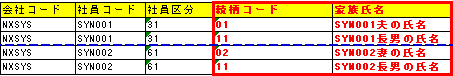 会社コード 社員コード 社員区分 続柄コード 家族氏名
NXSYS SYN001 31 01 SYN001夫の氏名
NXSYS SYN001 31 11 SYN001長男の氏名
NXSYS SYN002 61 02 SYN002妻の氏名
NXSYS SYN002 61 11 SYN002長男の氏名